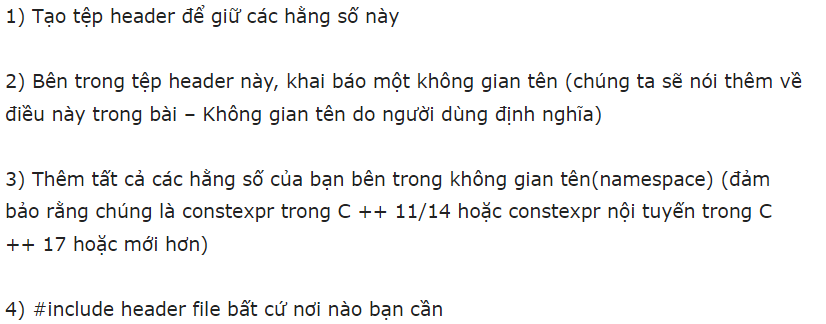 1) Tạo tệp header để giữ các hằng số này
2) Bên trong tệp header này, khai báo một không gian tên (chúng ta sẽ nói thêm về
điều này trong bài – Không gian tên do người dùng định nghĩa)
3) Thêm tất cả các hằng số của bạn bên trong không gian tên(namespace) (đảm
bảo rằng chúng là constexpr trong C ++ 11/14 hoặc constexpr nội tuyến trong C
++ 17 hoặc mới hơn)
4) #include header file bất cứ nơi nào bạn cần